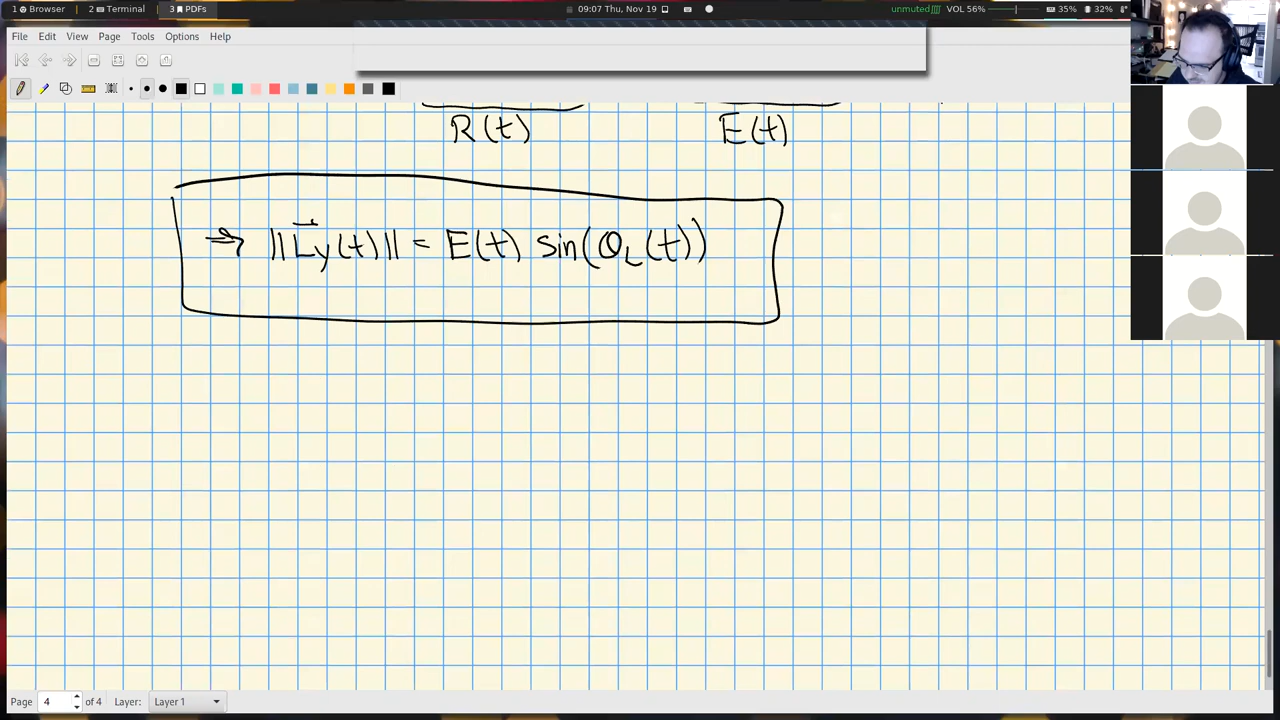 1 Browser 2 Terminal 3 PDFs 09:07 Thu, Nov 19 unmuted VOL 56% 35% 32%
File Edit View Page Tools Options Help
R(t) E(t)
⇒ ||L⃗y(t)|| = E(t) sin(θL(t))
Page 4 of 4 Layer: Layer 1